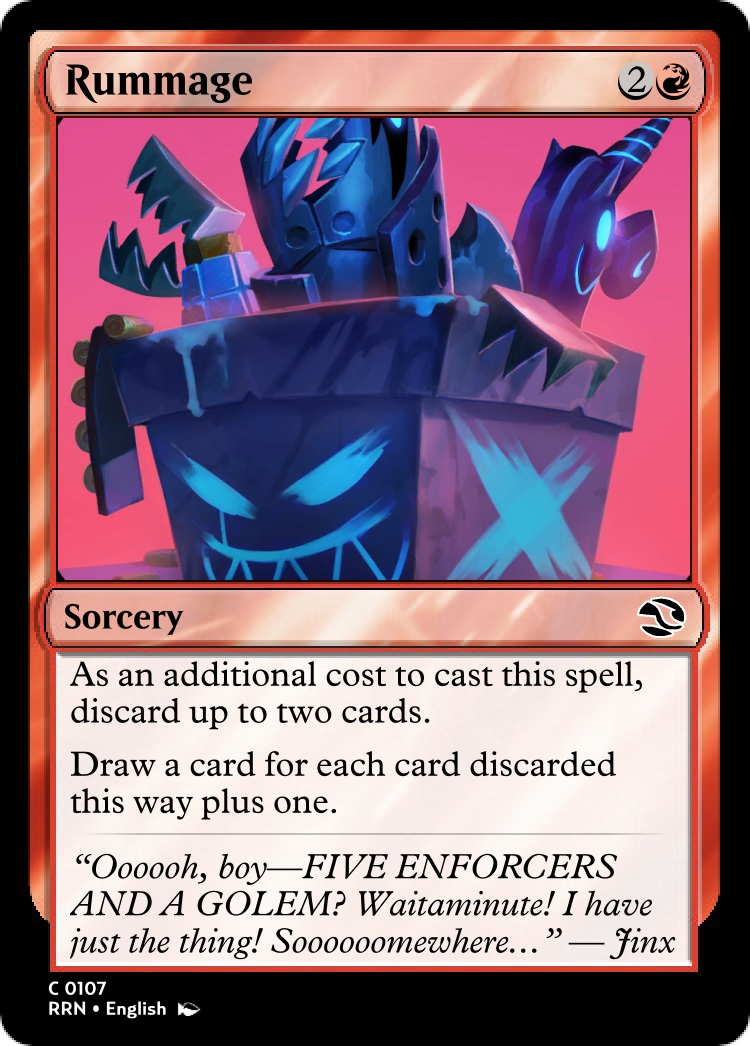 Rummage 2
Sorcery
As an additional cost to cast this spell,
discard up to two cards.
Draw a card for each card discarded
this way plus one.
“Oooooh, boy—FIVE ENFORCERS
AND A GOLEM? Waitaminute! I have
just the thing! Soooooomewhere…” — Jinx
C 0107
RRN • English